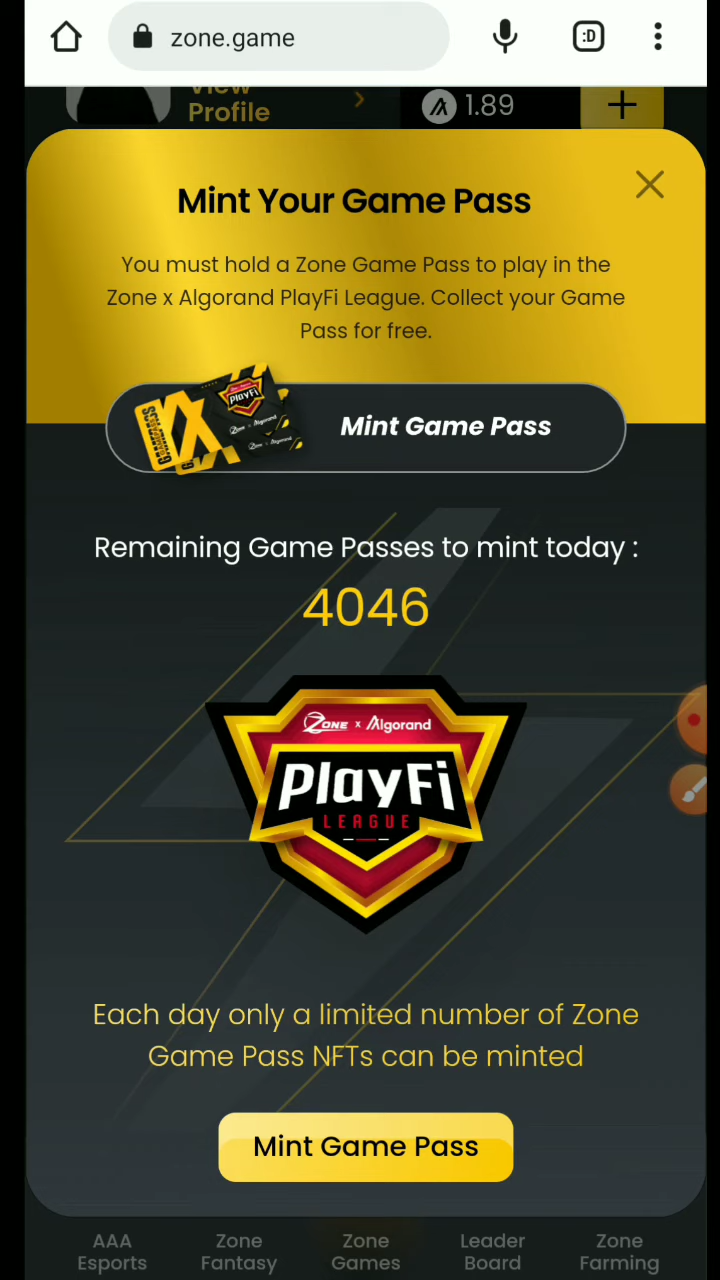 :D
zone.game
View
Profile
1.89
Mint Your Game Pass
You must hold a Zone Game Pass to play in the
Zone x Algorand PlayFi League. Collect your Game
Pass for free.
PlayFi
Mint Game Pass
Remaining Game Passes to mint today :
4046
ZONE x Algorand
PlayFi
LEAGUE
Each day only a limited number of Zone
Game Pass NFTs can be minted
Mint Game Pass
AAA
Esports
Zone
Fantasy
Zone
Games
Leader
Board
Zone
Farming